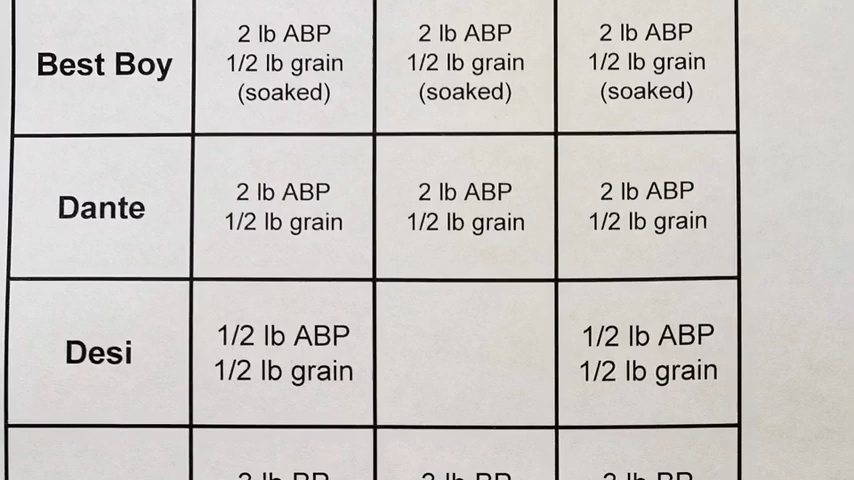 Best Boy
2 lb ABP
1/2 lb grain
(soaked)
2 lb ABP
1/2 lb grain
(soaked)
2 lb ABP
1/2 lb grain
(soaked)
Dante
2 lb ABP
1/2 lb grain
2 lb ABP
1/2 lb grain
2 lb ABP
1/2 lb grain
Desi
1/2 lb ABP
1/2 lb grain
1/2 lb ABP
1/2 lb grain